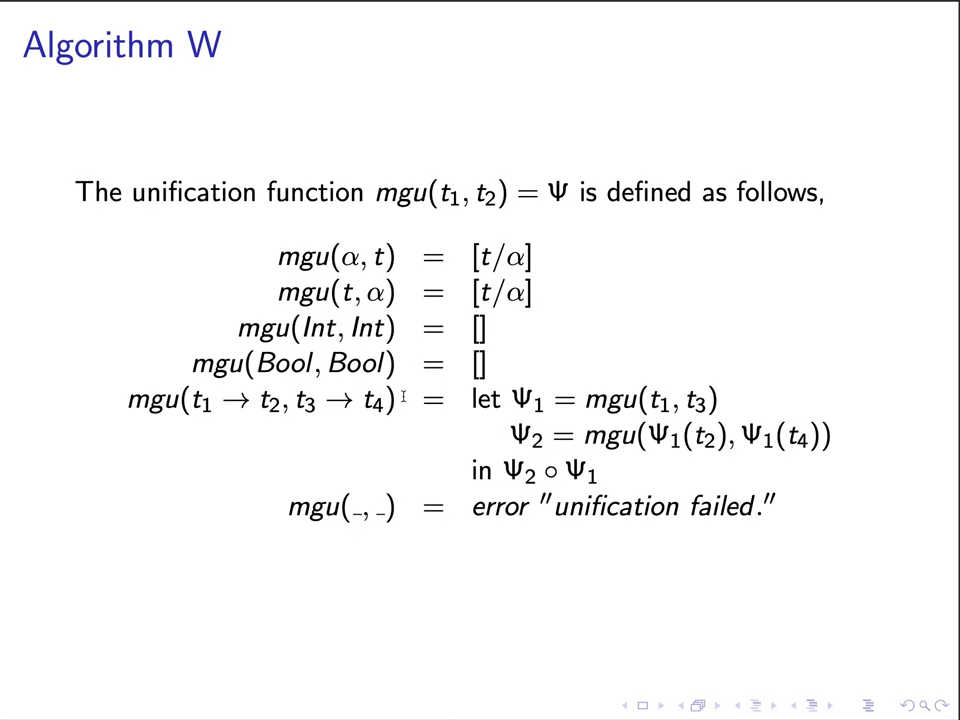 Algorithm W
The unification function mgu(t₁, t₂) = Ψ is defined as follows,
mgu(α, t) = [t/α]
mgu(t, α) = [t/α]
mgu(Int, Int) = []
mgu(Bool, Bool) = []
mgu(t₁ → t₂, t₃ → t₄) = let Ψ₁ = mgu(t₁, t₃)
Ψ₂ = mgu(Ψ₁(t₂), Ψ₁(t₄))
in Ψ₂ ∘ Ψ₁
mgu(_, _) = error "unification failed."